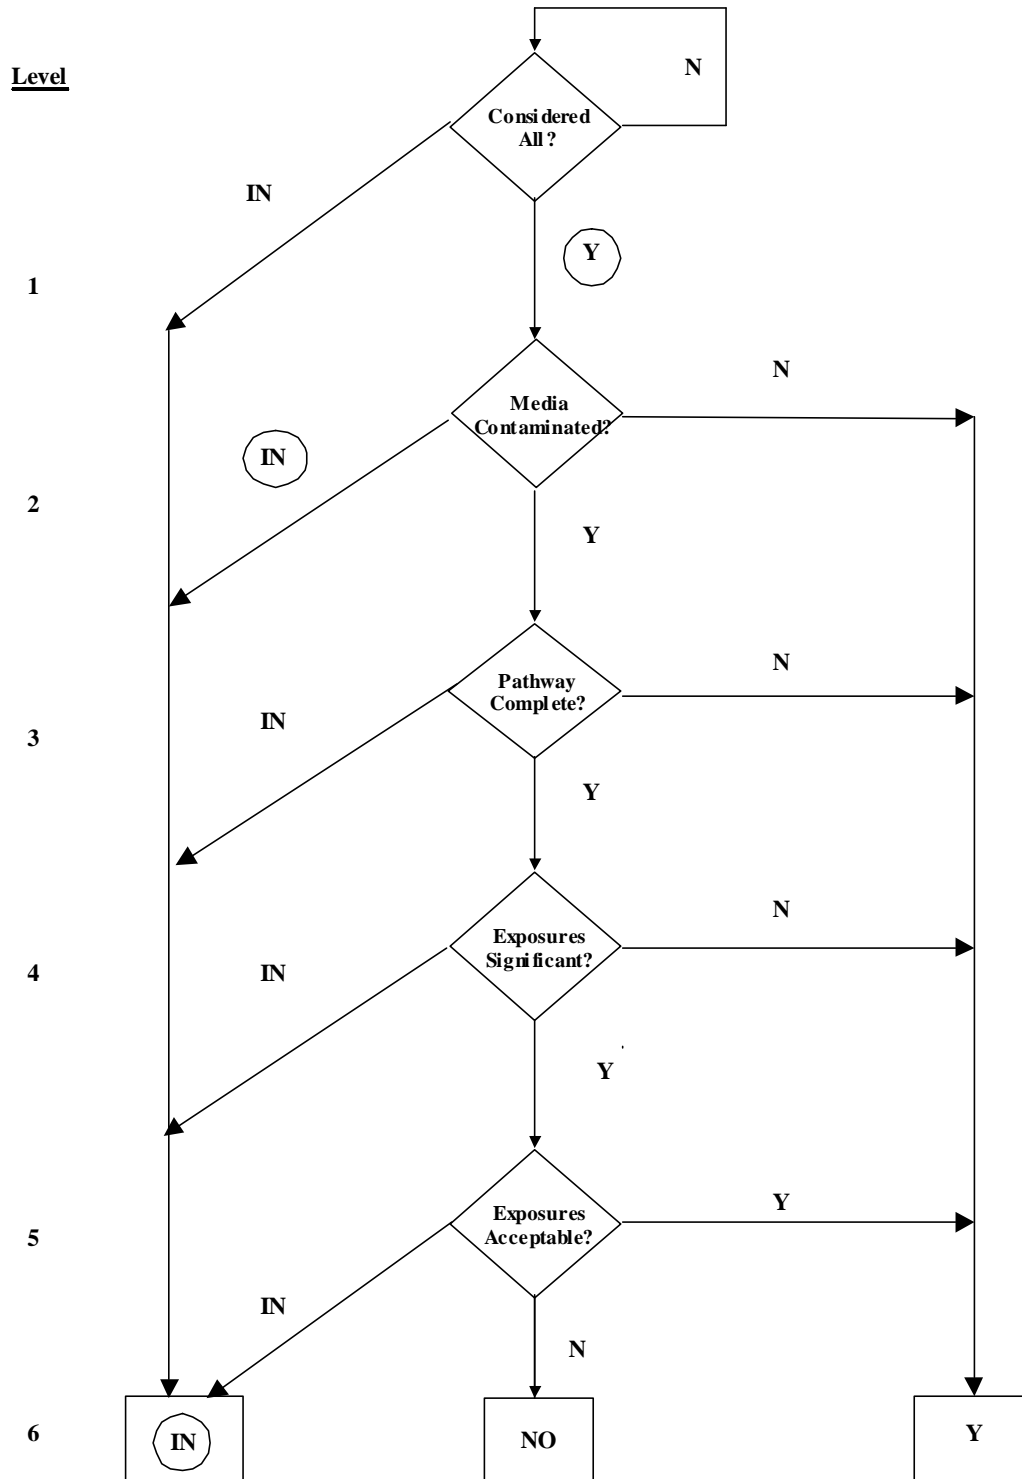 Level
N
Considered
All?
IN
Y
1
Media
Contaminated?
N
IN
2
Y
Pathway
Complete?
N
IN
3
Y
Exposures
Significant?
N
IN
4
Y
Exposures
Acceptable?
Y
5
IN
N
6
IN
NO
Y